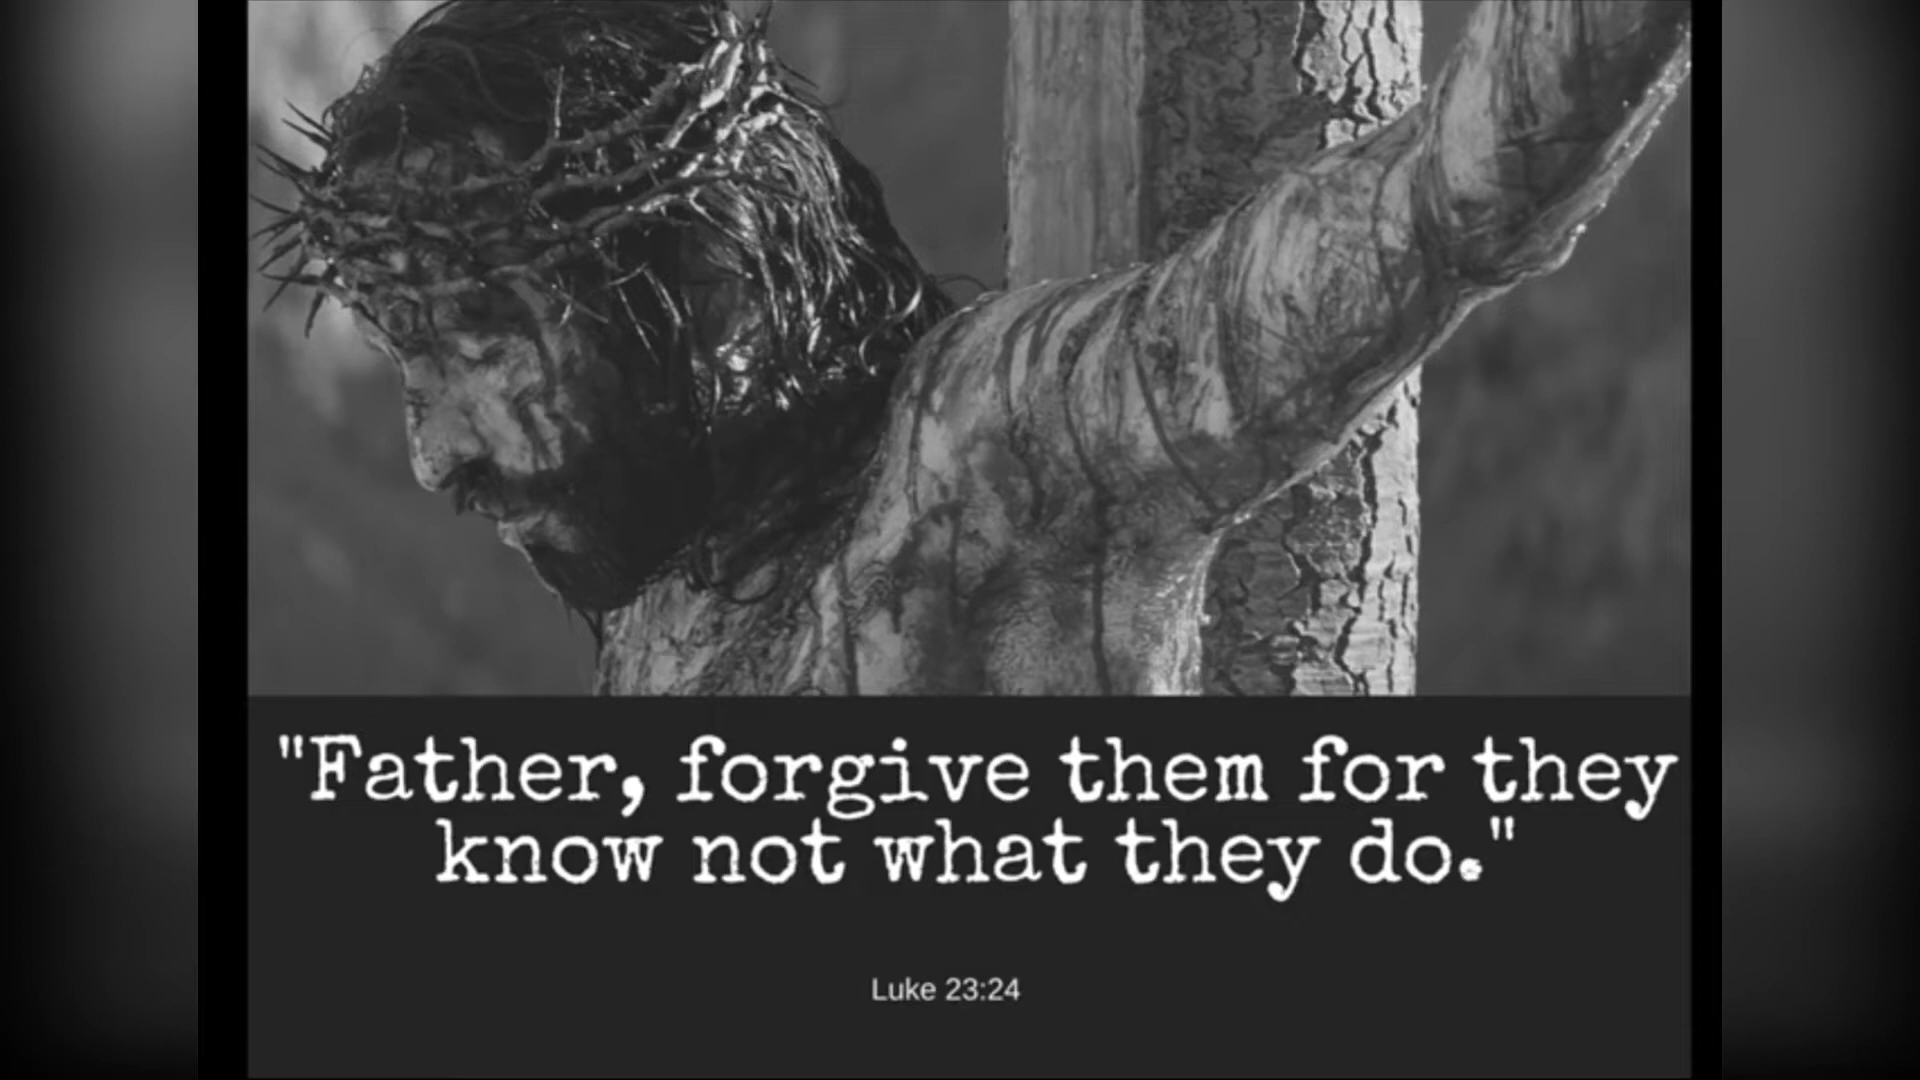 "Father, forgive them for they
know not what they do."
Luke 23:24